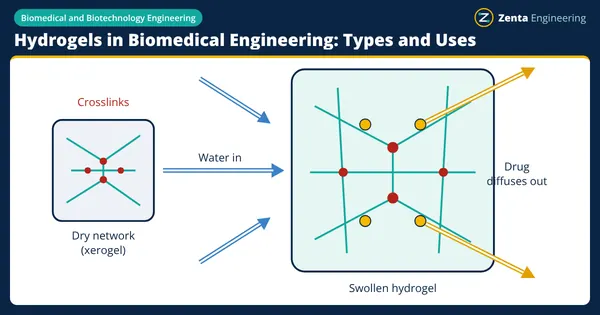 Biomedical and Biotechnology Engineering
Zenta Engineering
Hydrogels in Biomedical Engineering: Types and Uses
Crosslinks
Water in
Drug
diffuses out
Dry network
(xerogel)
Swollen hydrogel